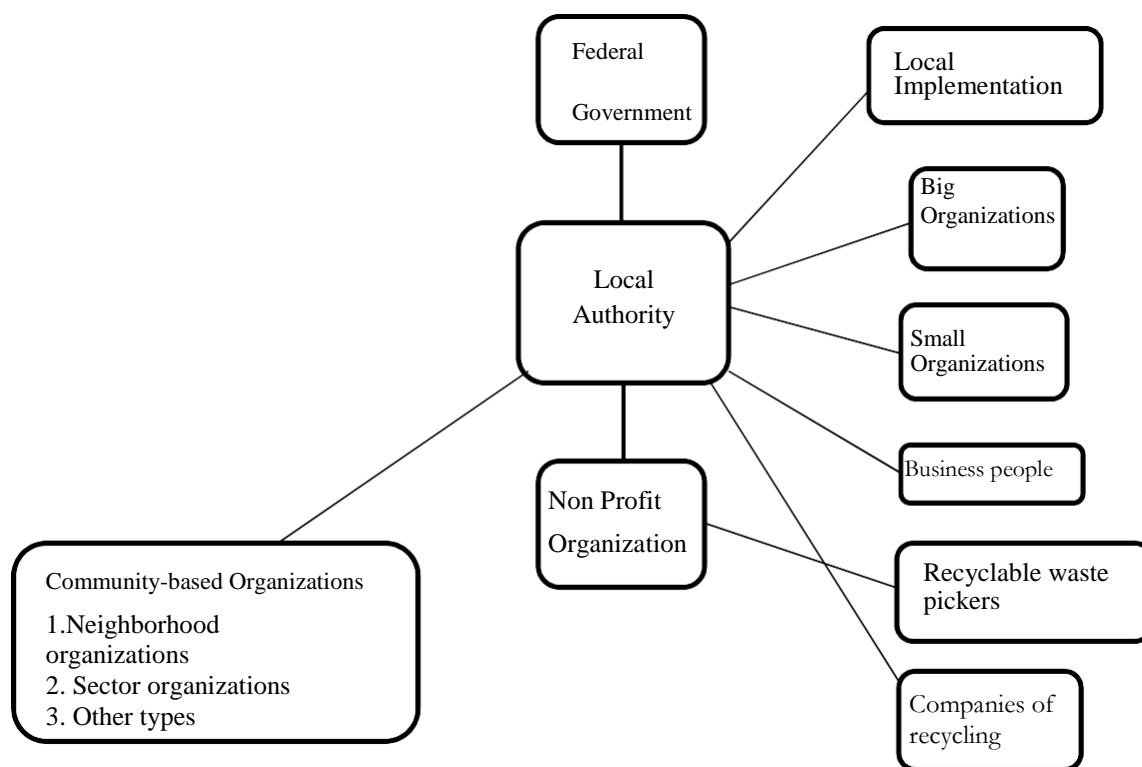 Federal
Government
Local
Implementation
Big
Organizations
Local
Authority
Small
Organizations
Business people
Non Profit
Organization
Recyclable waste
pickers
Community-based Organizations
1.Neighborhood
organizations
2. Sector organizations
3. Other types
Companies of
recycling